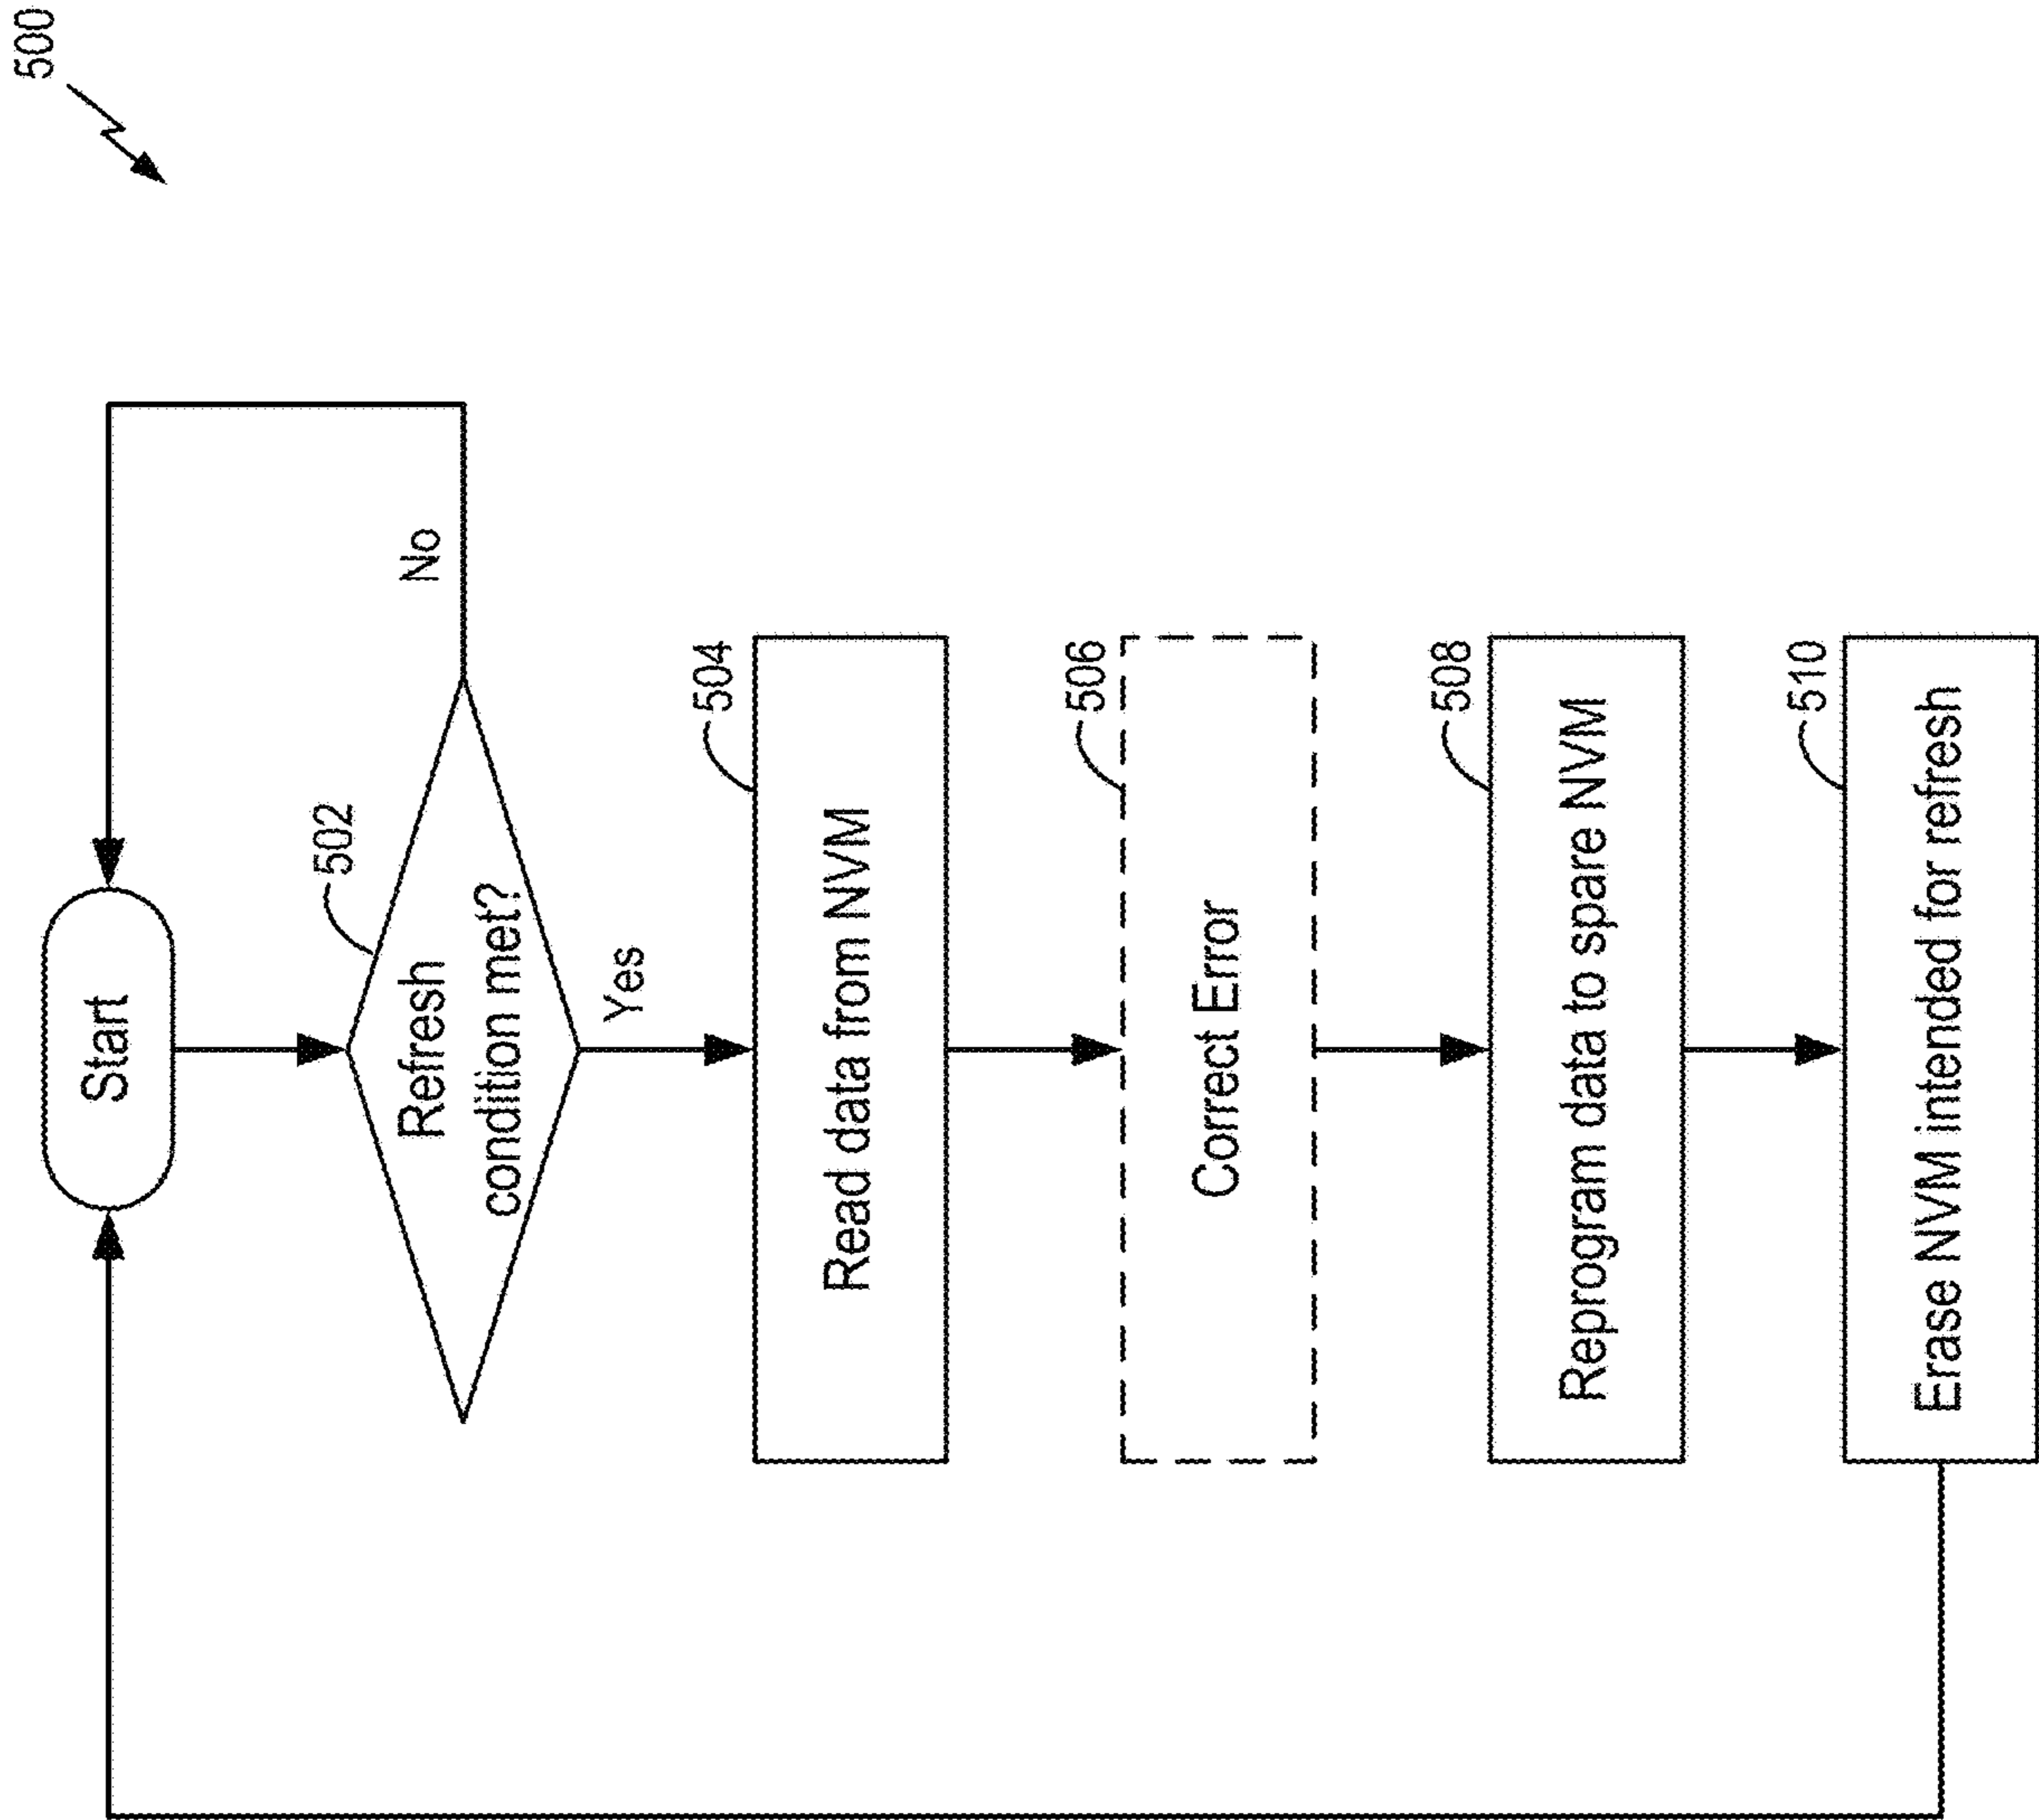 500
Start
502
Refresh
condition met?
No
Yes
504
Read data from NVM
506
Correct Error
508
Reprogram data to spare NVM
510
Erase NVM intended for refresh